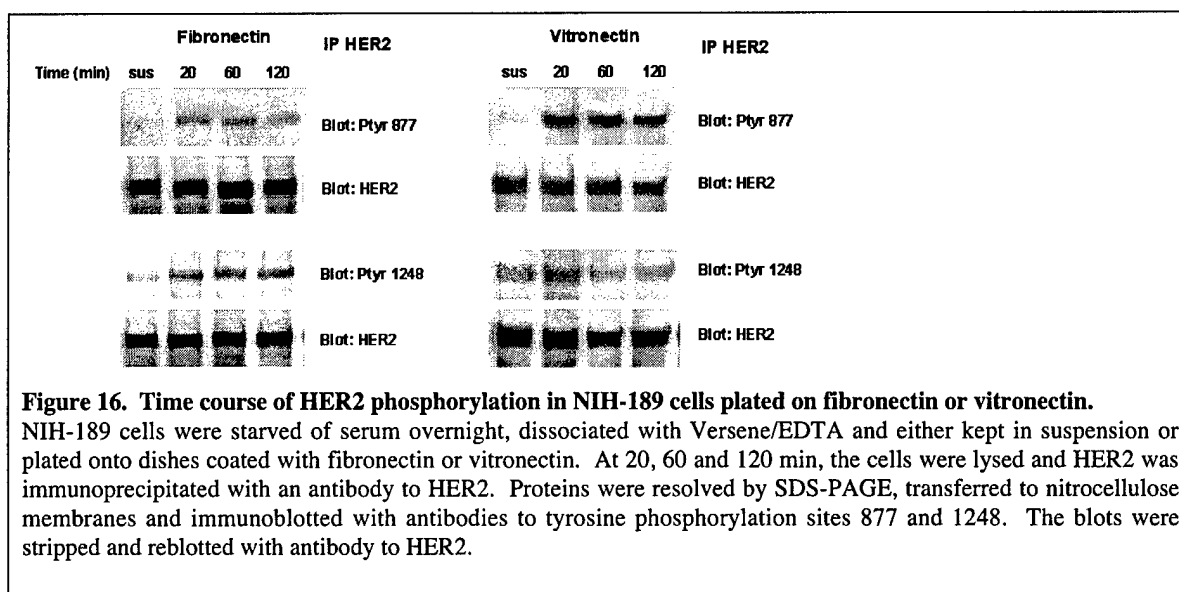 Fibronectin IP HER2
Time (min) sus 20 60 120
Blot: Ptyr 877
Blot: HER2
Blot: Ptyr 1248
Blot: HER2
Vitronectin IP HER2
sus 20 60 120
Blot: Ptyr 877
Blot: HER2
Blot: Ptyr 1248
Blot: HER2
Figure 16. Time course of HER2 phosphorylation in NIH-189 cells plated on fibronectin or vitronectin.
NIH-189 cells were starved of serum overnight, dissociated with Versene/EDTA and either kept in suspension or
plated onto dishes coated with fibronectin or vitronectin. At 20, 60 and 120 min, the cells were lysed and HER2 was
immunoprecipitated with an antibody to HER2. Proteins were resolved by SDS-PAGE, transferred to nitrocellulose
membranes and immunoblotted with antibodies to tyrosine phosphorylation sites 877 and 1248. The blots were
stripped and reblotted with antibody to HER2.